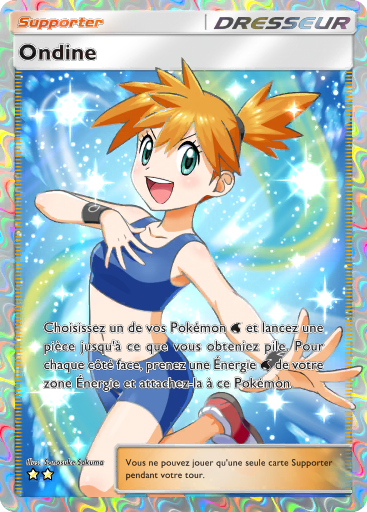 Supporter
DRESSEUR
Ondine
Choisissez un de vos Pokémon et lancez une
pièce jusqu'à ce que vous obteniez pile. Pour
chaque côté face, prenez une Énergie de votre
zone Énergie et attachez-la à ce Pokémon.
Illus. Sanosuke Sakuma
Vous ne pouvez jouer qu'une seule carte Supporter
pendant votre tour.